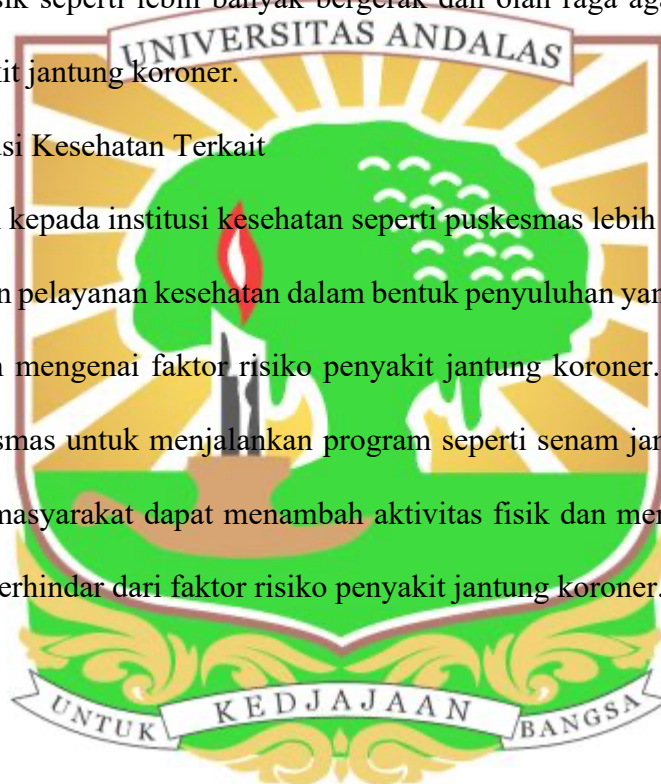 sik seperti lebih banyak bergerak dan olah raga aga
UNIVERSITAS ANDALAS
kit jantung koroner.
usi Kesehatan Terkait
kepada institusi kesehatan seperti puskesmas lebih
n pelayanan kesehatan dalam bentuk penyuluhan yan
n mengenai faktor risiko penyakit jantung koroner.
smas untuk menjalankan program seperti senam jan
masyarakat dapat menambah aktivitas fisik dan men
erhindar dari faktor risiko penyakit jantung koroner.
UNTUK KEDJAJAAN BANGSA